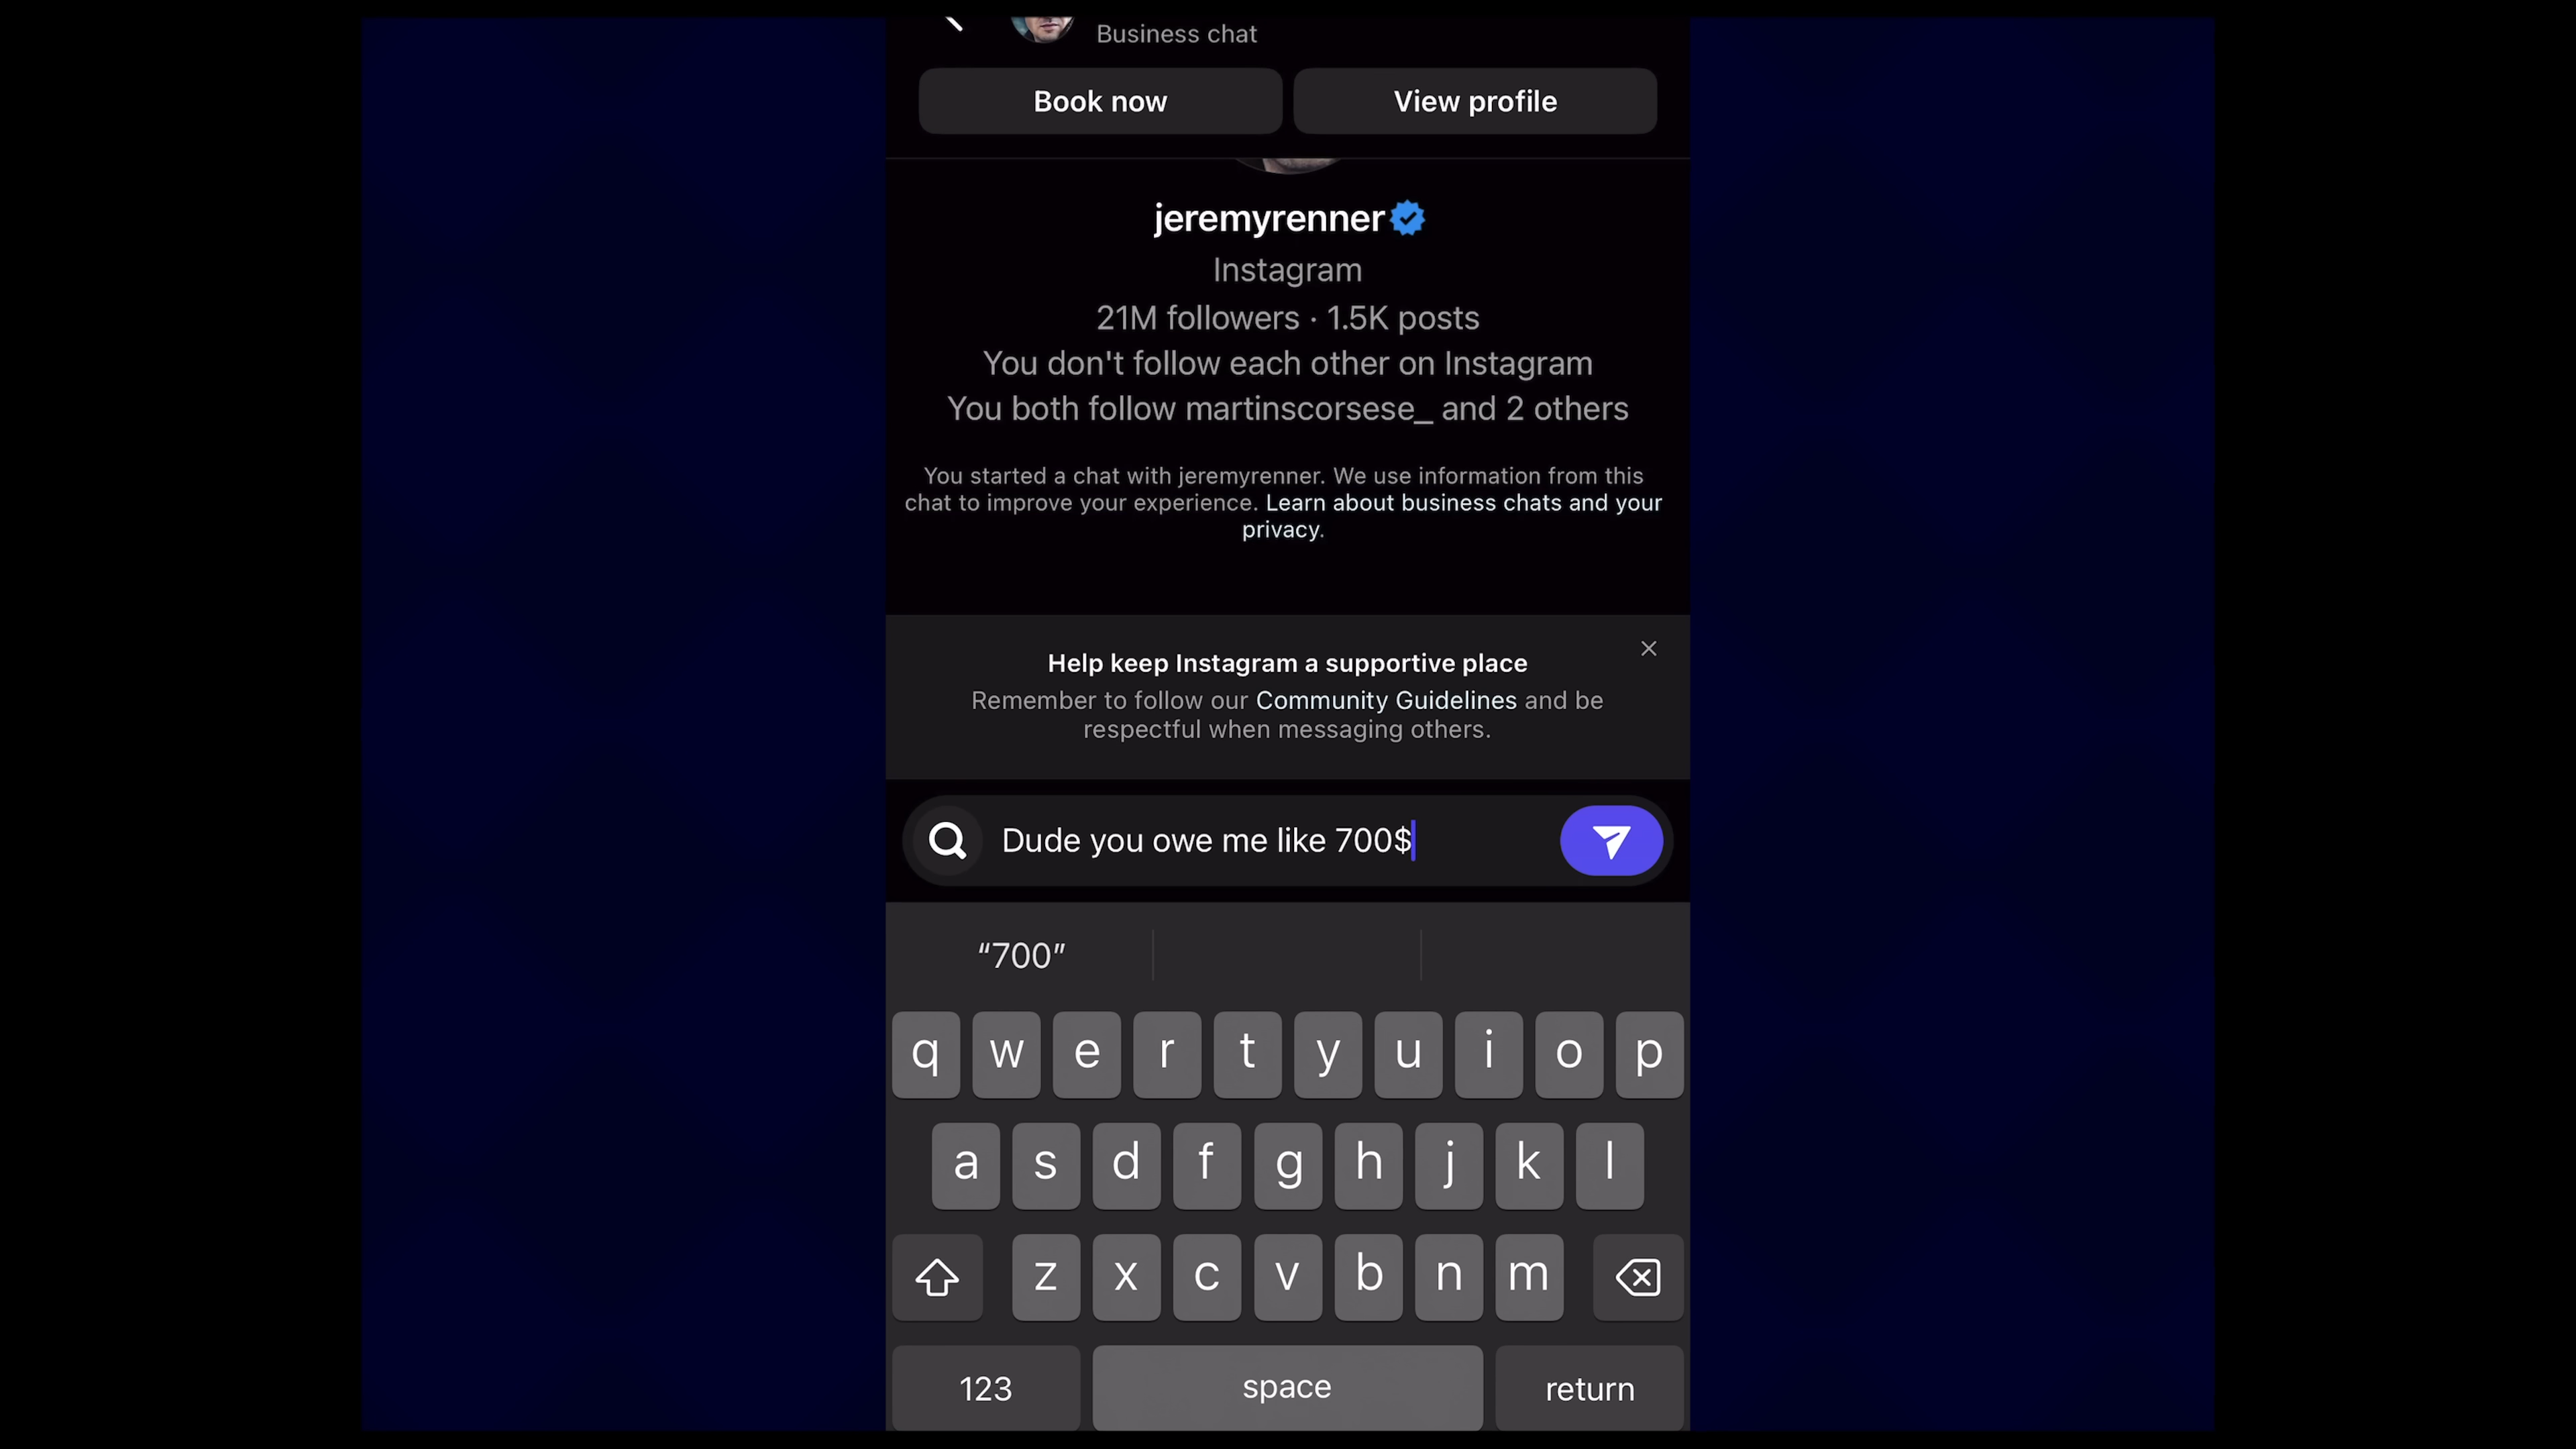 Business chat
Book now
View profile
jeremyrenner
Instagram
21M followers · 1.5K posts
You don't follow each other on Instagram
You both follow martinscorsese_ and 2 others
You started a chat with jeremyrenner. We use information from this
chat to improve your experience. Learn about business chats and your
privacy.
Help keep Instagram a supportive place
Remember to follow our Community Guidelines and be
respectful when messaging others.
Dude you owe me like 700$
“700”
q w e r t y u i o p
a s d f g h j k l
z x c v b n m
123 space return